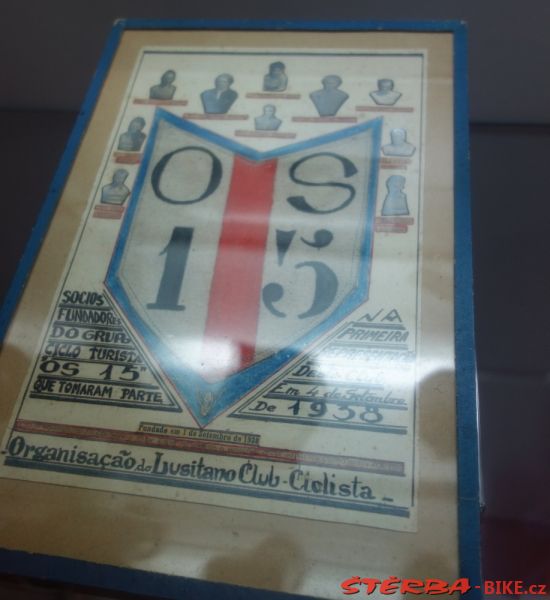 OS
15
SOCIOS
FUNDADORES
DO GRUPO
CICLO TURISTA
OS 15"
QUE TOMARAM PARTE
NA
PRIMEIRA
Em 4 de Setembro
De 1938
Fundado em 1 de Setembro de 1938
Organisação do Lusitano Club-Ciclista
ŠTĚRBA-BIKE.cz